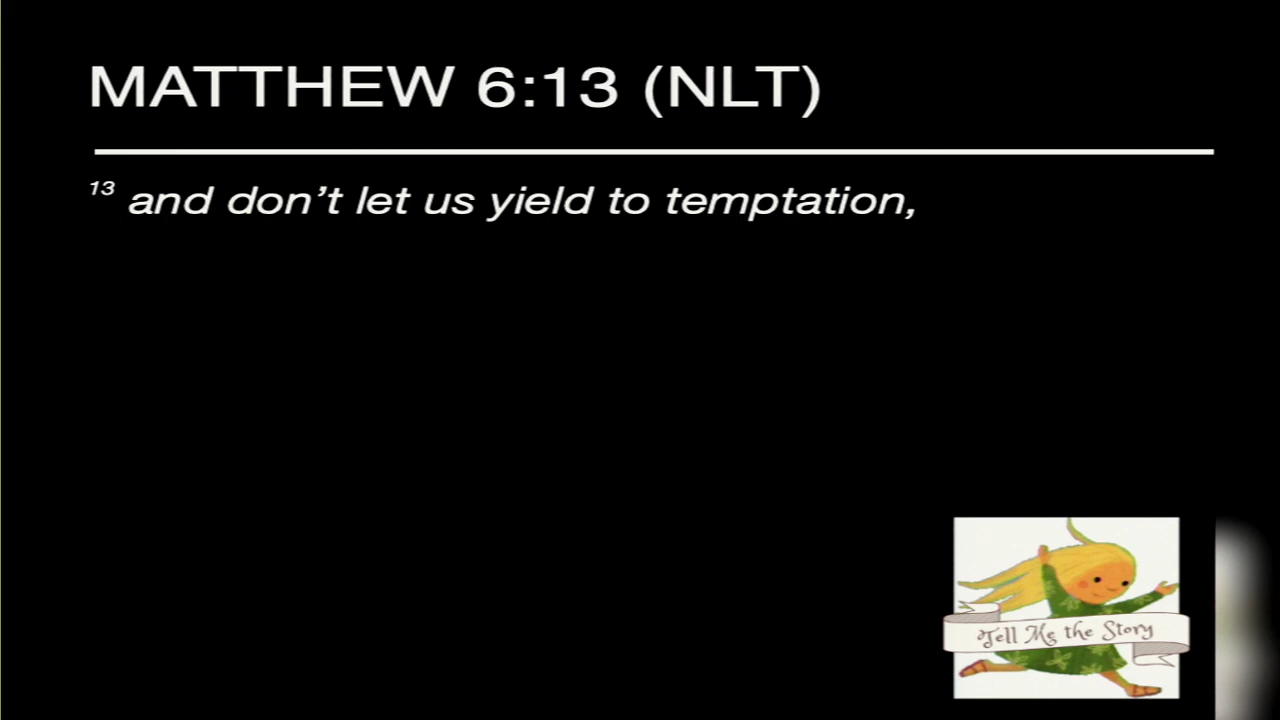 MATTHEW 6:13 (NLT)
13 and don’t let us yield to temptation,
Tell Me the Story